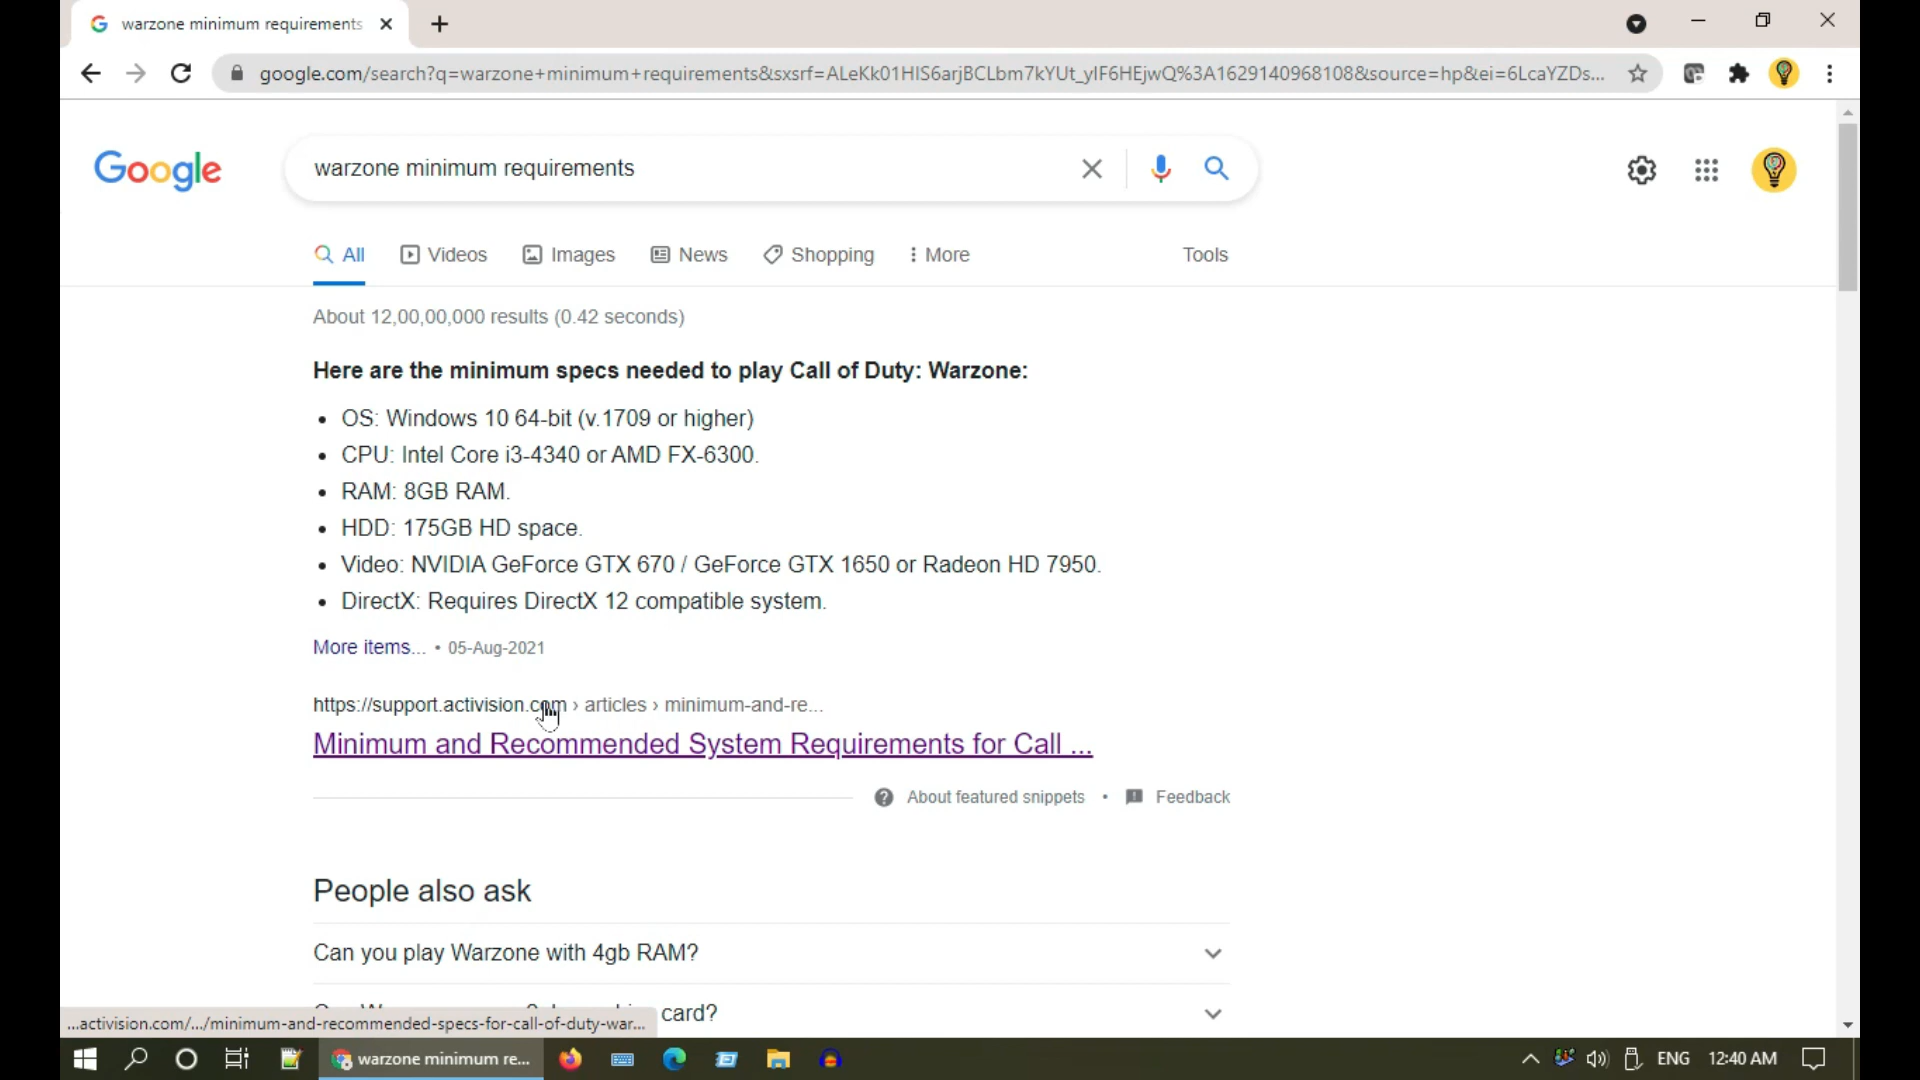 warzone minimum requirements
google.com/search?q=warzone+minimum+requirements&sxsrf=ALeKk01HIS6arjBCLbm7kYUt_yIF6HEjwQ%3A1629140968108&source=hp&ei=6LcaYZDs...
Google
warzone minimum requirements
All Videos Images News Shopping More Tools
About 12,00,00,000 results (0.42 seconds)
Here are the minimum specs needed to play Call of Duty: Warzone:
• OS: Windows 10 64-bit (v.1709 or higher)
• CPU: Intel Core i3-4340 or AMD FX-6300.
• RAM: 8GB RAM.
• HDD: 175GB HD space.
• Video: NVIDIA GeForce GTX 670 / GeForce GTX 1650 or Radeon HD 7950.
• DirectX: Requires DirectX 12 compatible system.
More items... • 05-Aug-2021
https://support.activision.com › articles › minimum-and-re...
Minimum and Recommended System Requirements for Call ...
About featured snippets • Feedback
People also ask
Can you play Warzone with 4gb RAM?
card?
...activision.com/.../minimum-and-recommended-specs-for-call-of-duty-war...
warzone minimum re...
ENG 12:40 AM